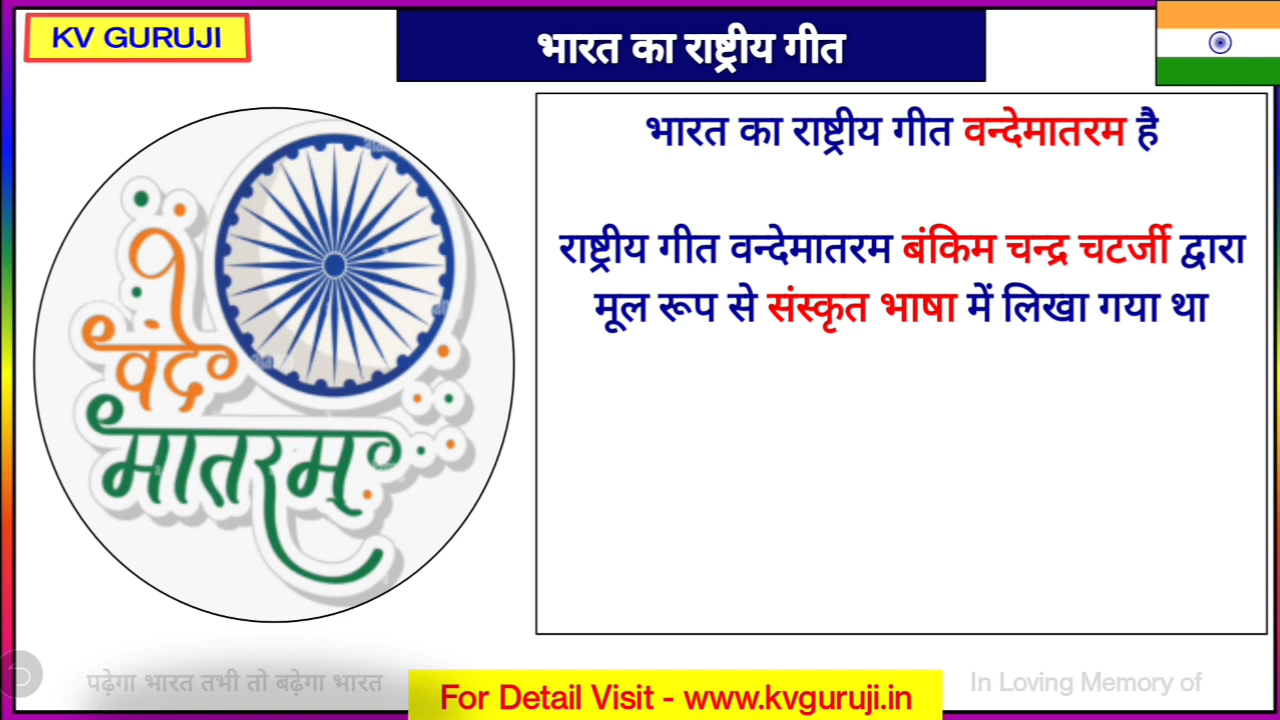 KV GURUJI
भारत का राष्ट्रीय गीत
भारत का राष्ट्रीय गीत वन्देमातरम है
राष्ट्रीय गीत वन्देमातरम बंकिम चन्द्र चटर्जी द्वारा
मूल रूप से संस्कृत भाषा में लिखा गया था
वंदे
मातरम्
पढ़ेगा भारत तभी तो बढ़ेगा भारत
For Detail Visit - www.kvguruji.in
In Loving Memory of